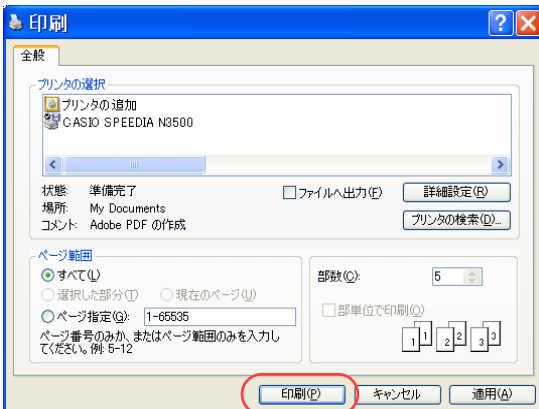 印刷
全般
プリンタの選択
プリンタの追加
CASIO SPEEDIA N3500
状態: 準備完了
ファイルへ出力(F)
詳細設定(R)
場所: My Documents
コメント: Adobe PDF の作成
プリンタの検索(D)...
ページ範囲
すべて(L)
選択した部分(T)
現在のページ(U)
ページ指定(G): 1-65535
ページ番号のみか、またはページ範囲のみを入力し
てください。例: 5-12
部数(C): 5
部単位で印刷(O)
1 1 2 2 3 3
印刷(P)
キャンセル
適用(A)